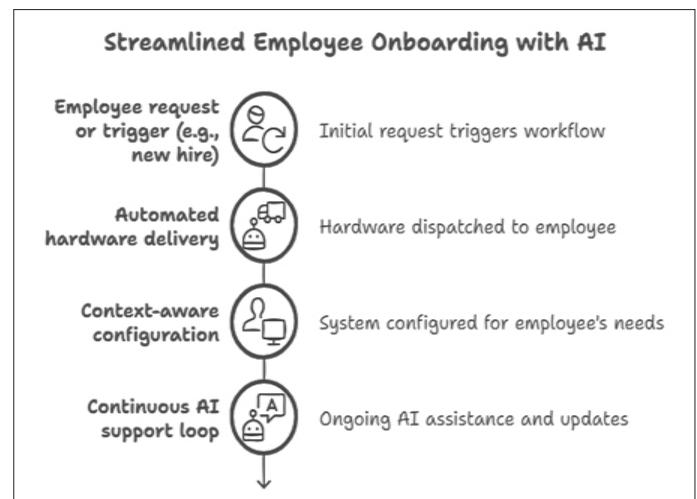 Streamlined Employee Onboarding with AI
Employee request
or trigger (e.g.,
new hire)
Initial request triggers workflow
Automated
hardware delivery
Hardware dispatched to employee
Context-aware
configuration
System configured for employee's needs
Continuous AI
support loop
A
Ongoing AI assistance and updates